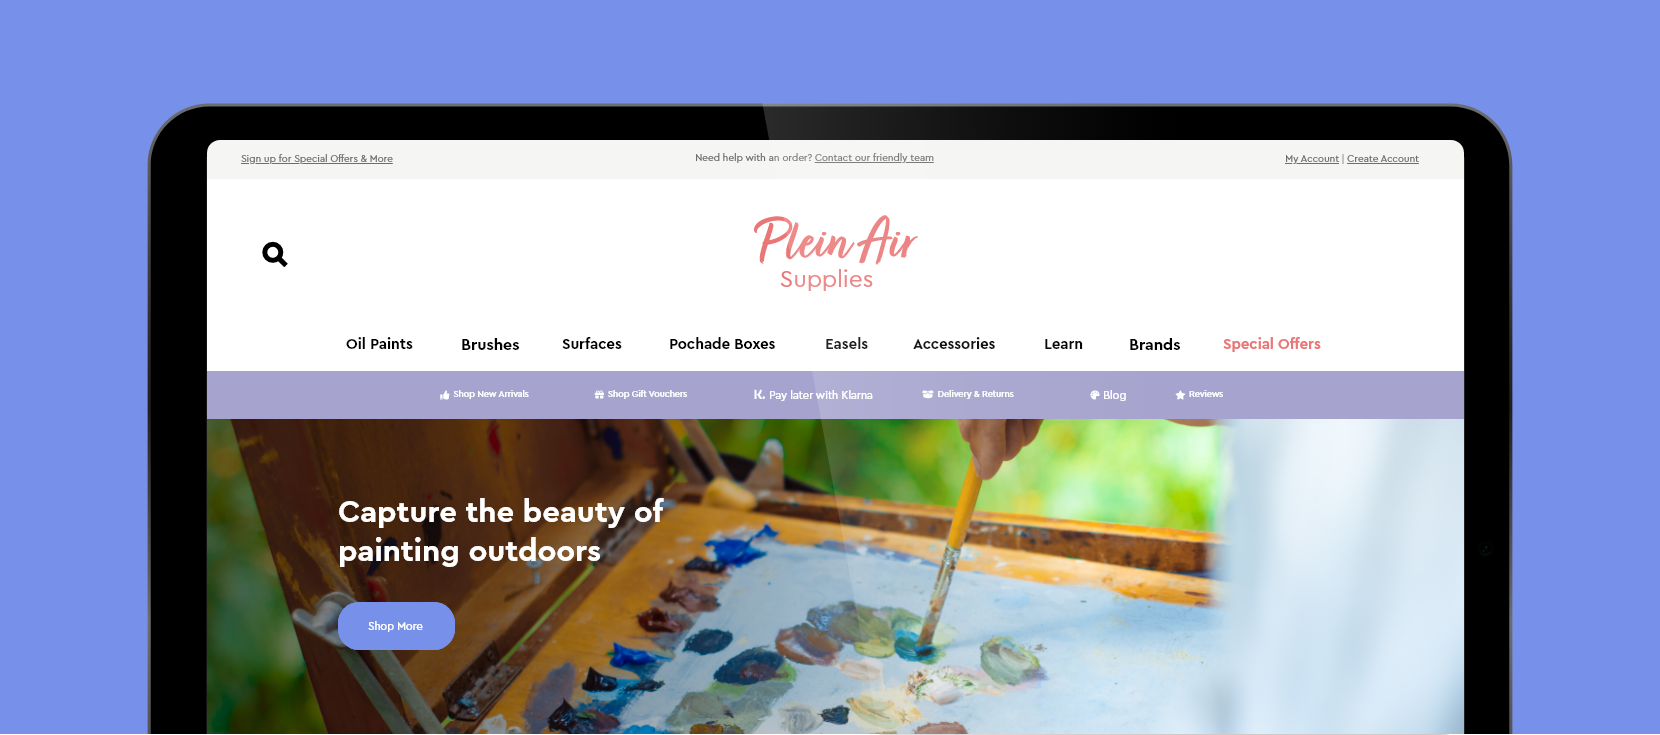 Sign up for Special Offers & More
Need help with an order? Contact our friendly team
My Account | Create Account
Plein Air
Supplies
Oil Paints
Brushes
Surfaces
Pochade Boxes
Easels
Accessories
Learn
Brands
Special Offers
Shop New Arrivals
Shop Gift Vouchers
K. Pay later with Klarna
Delivery & Returns
Blog
Reviews
Capture the beauty of
painting outdoors
Shop More